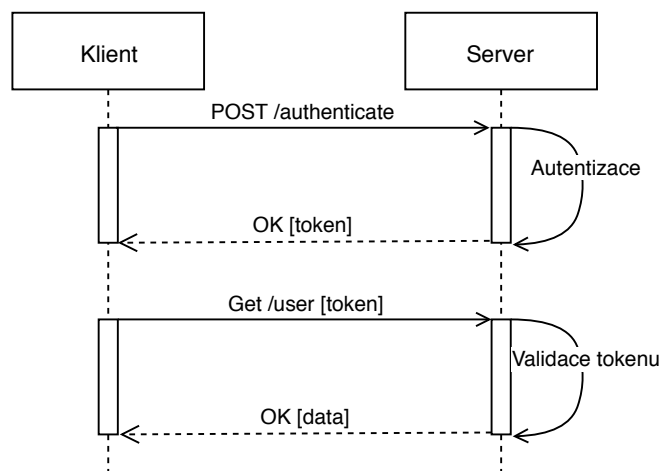 Klient
Server
POST /authenticate
Autentizace
OK [token]
Get /user [token]
Validace tokenu
OK [data]